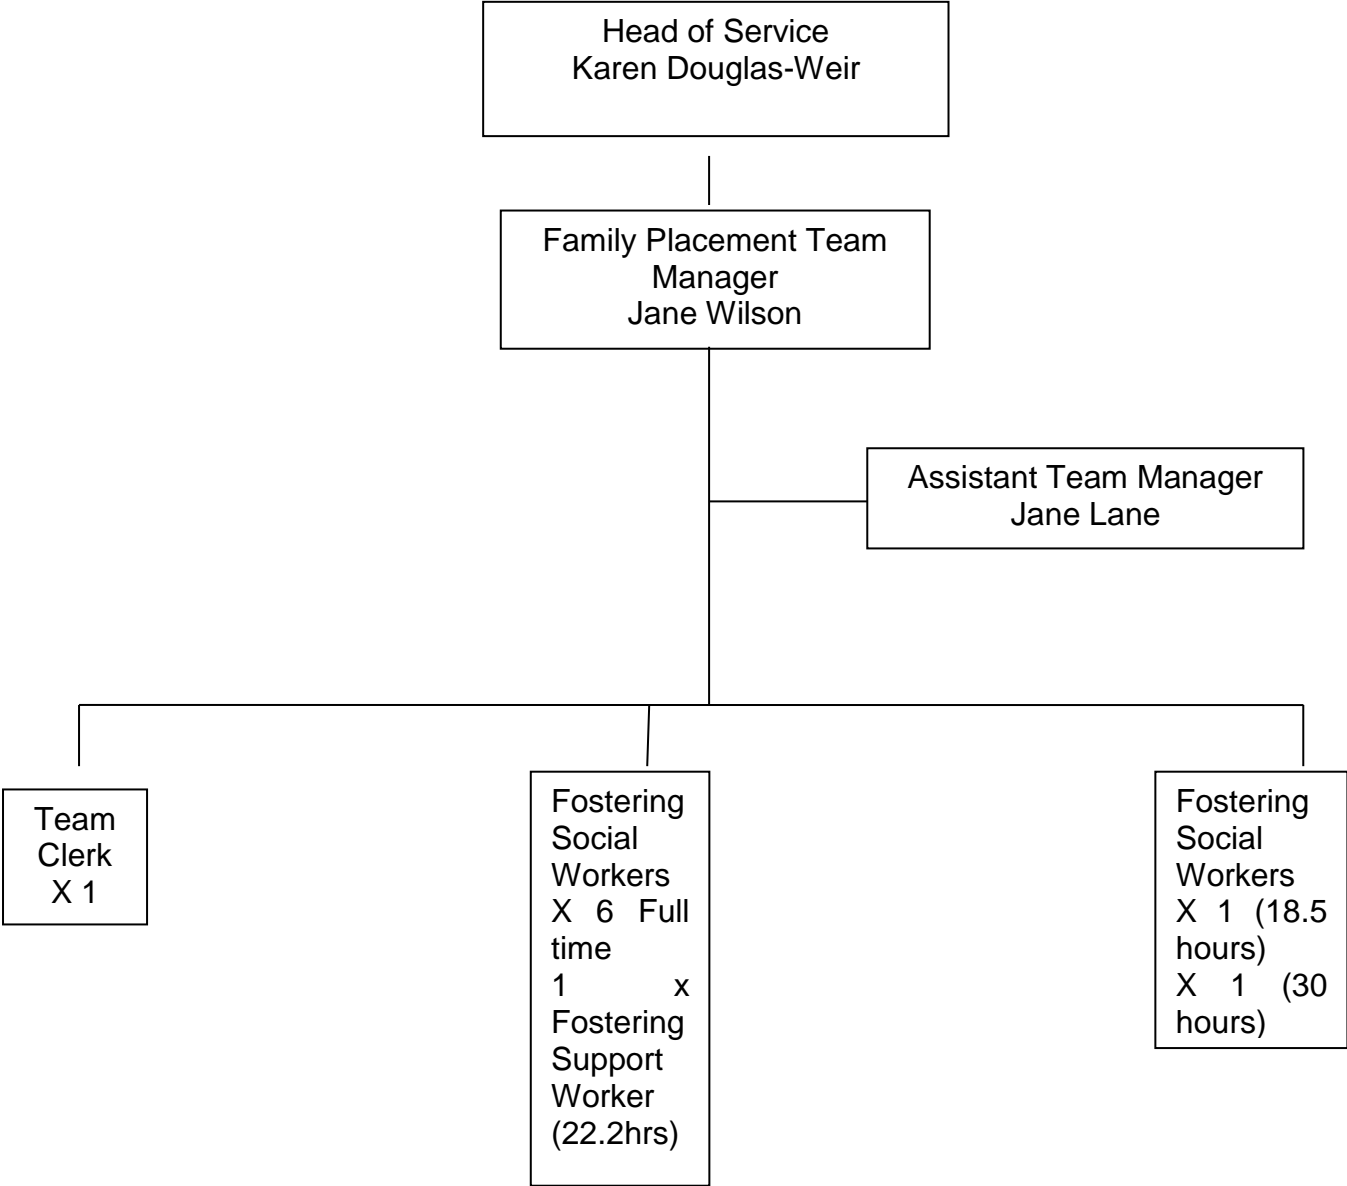 Head of Service
Karen Douglas-Weir
Family Placement Team
Manager
Jane Wilson
Assistant Team Manager
Jane Lane
Team
Clerk
X 1
Fostering
Social
Workers
X 6 Full
time
1 x
Fostering
Support
Worker
(22.2hrs)
Fostering
Social
Workers
X 1 (18.5
hours)
X 1 (30
hours)